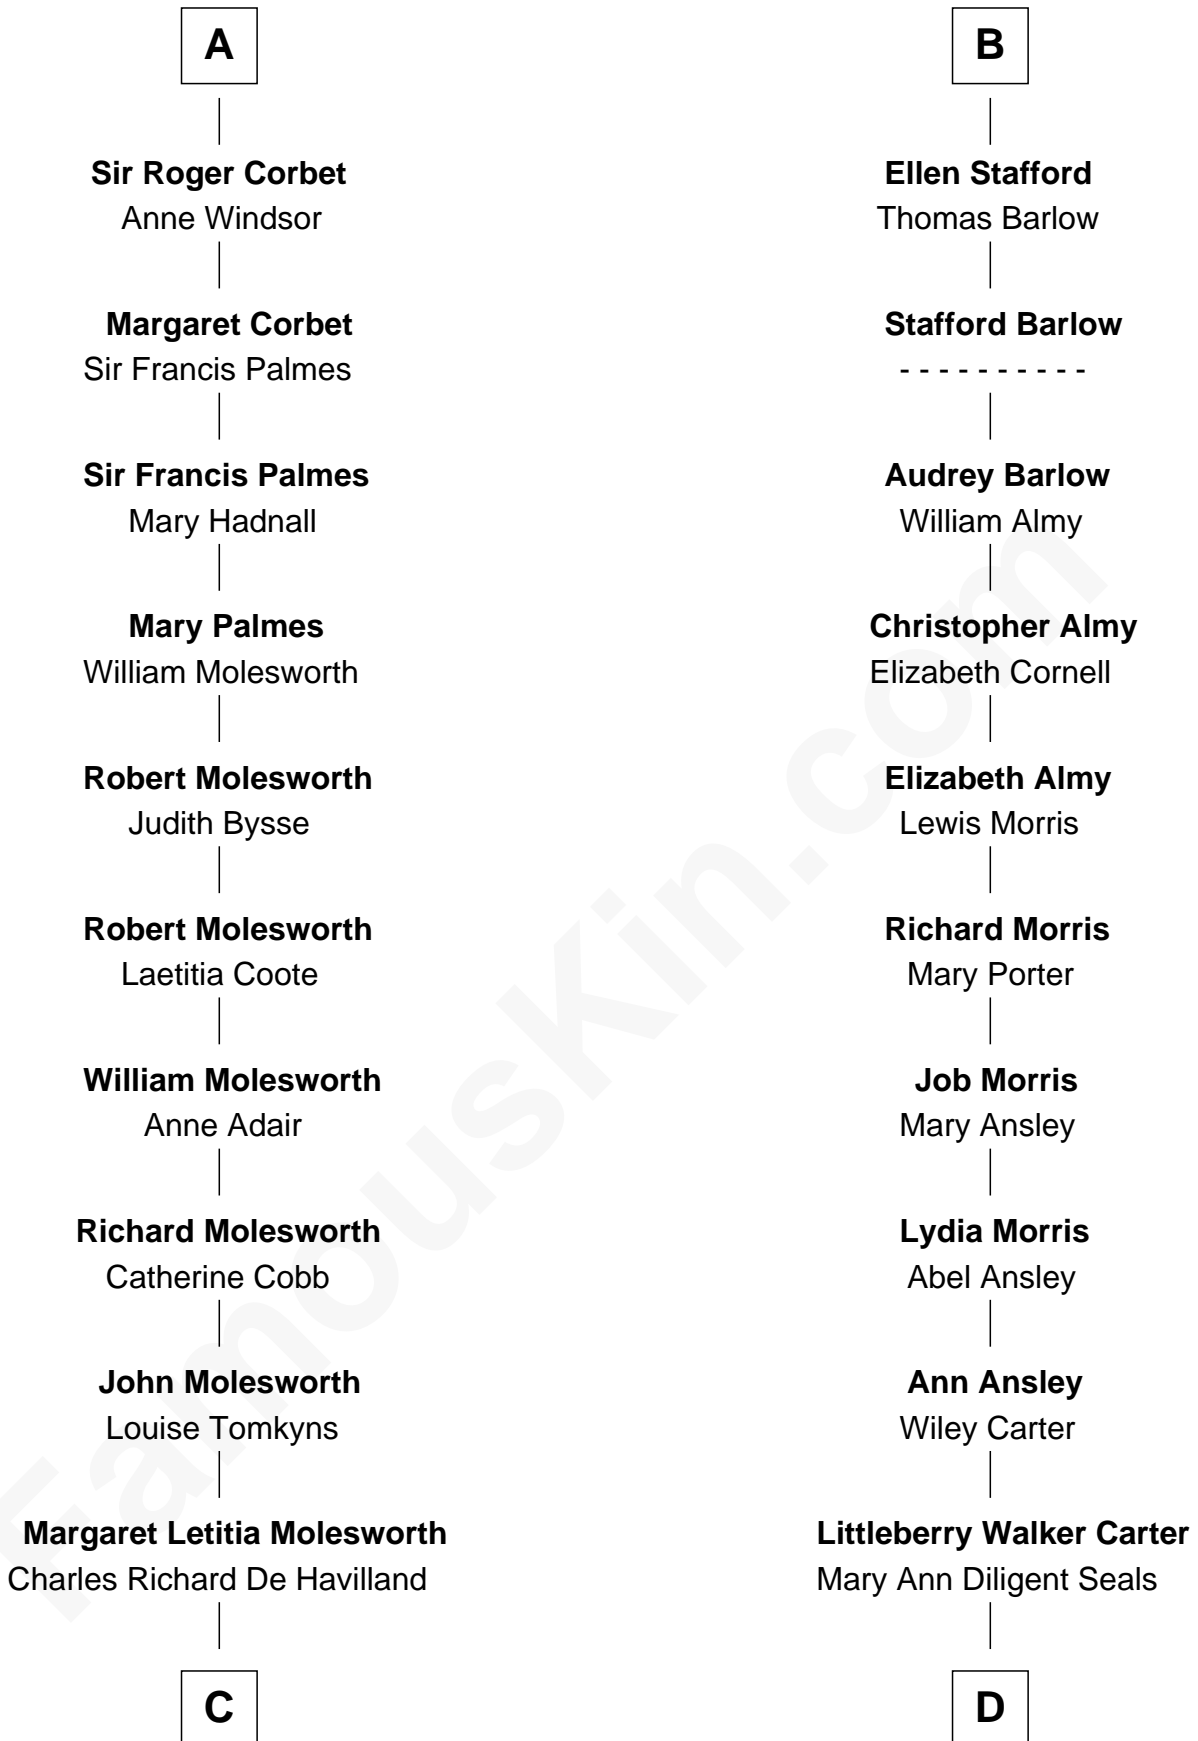 A
Sir Roger Corbet
Anne Windsor
Margaret Corbet
Sir Francis Palmes
Sir Francis Palmes
Mary Hadnall
Mary Palmes
William Molesworth
Robert Molesworth
Judith Bysse
Robert Molesworth
Laetitia Coote
William Molesworth
Anne Adair
Richard Molesworth
Catherine Cobb
John Molesworth
Louise Tomkyns
Margaret Letitia Molesworth
Charles Richard De Havilland
C
B
Ellen Stafford
Thomas Barlow
Stafford Barlow
- - - - - - - - - -
Audrey Barlow
William Almy
Christopher Almy
Elizabeth Cornell
Elizabeth Almy
Lewis Morris
Richard Morris
Mary Porter
Job Morris
Mary Ansley
Lydia Morris
Abel Ansley
Ann Ansley
Wiley Carter
Littleberry Walker Carter
Mary Ann Diligent Seals
D
FamousKin.com